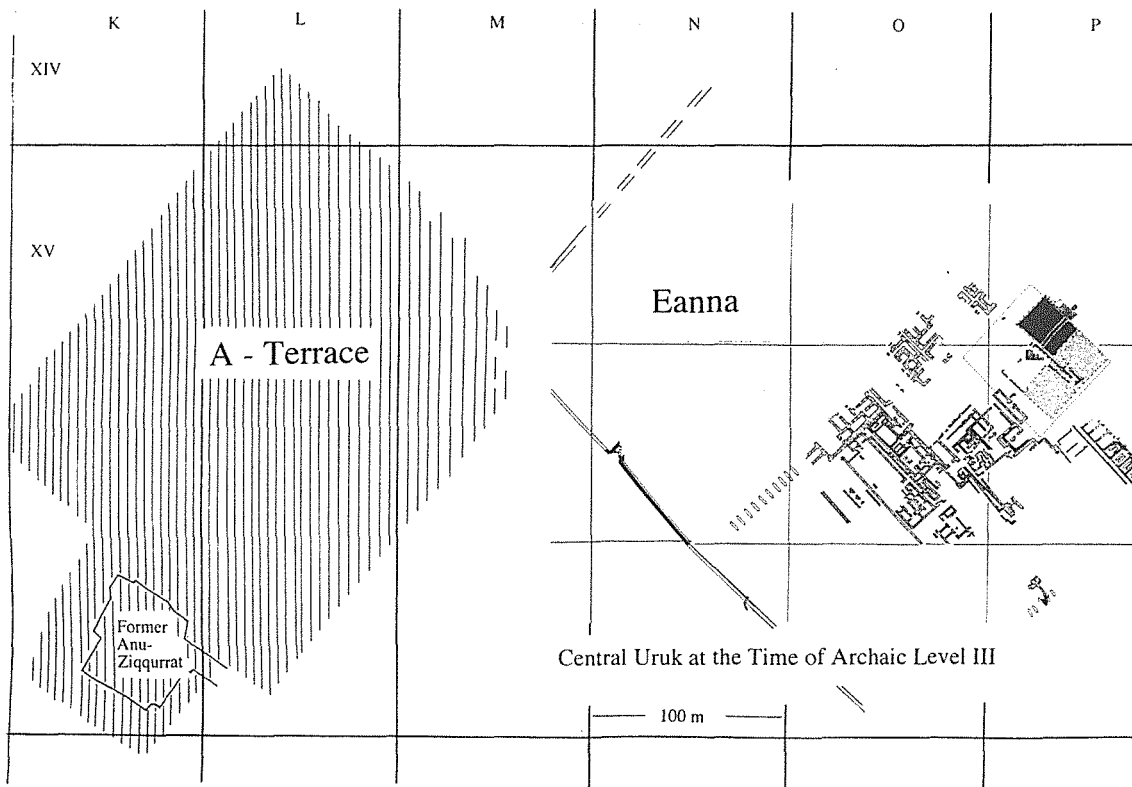 K
L
M
N
O
P
XIV
XV
A - Terrace
Eanna
Former
Anu-
Ziqqurrat
Central Uruk at the Time of Archaic Level III
100 m